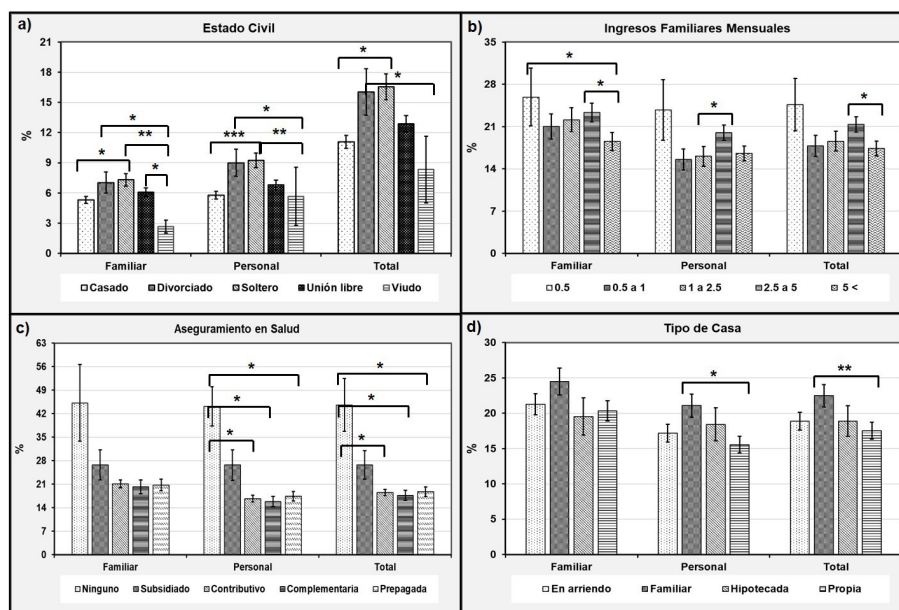 a)
Estado Civil
21
18
15
12
9
6
3
0
%
* ** * * *** * ** * *
Familiar Personal Total
Casado Divorciado Soltero Unión libre Viudo
b)
Ingresos Familiares Mensuales
35
28
21
14
7
0
%
* * * *
Familiar Personal Total
0.5 0.5 a 1 1 a 2.5 2.5 a 5 5 <
c)
Aseguramiento en Salud
63
56
49
42
35
28
21
14
7
0
%
* * * * * *
Familiar Personal Total
Ninguno Subsidiado Contributivo Complementaria Prepagada
d)
Tipo de Casa
30
25
20
15
10
5
0
%
* **
Familiar Personal Total
En arriendo Familiar Hipotecada Propia